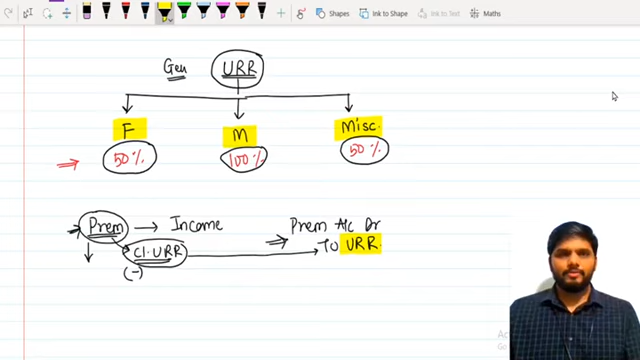 Shapes Ink to Shape Ink to Text Maths
Gen URR
F M Misc.
50% 100% 50%
Prem → Income Prem A/c Dr
Cl. URR To URR.
(-)